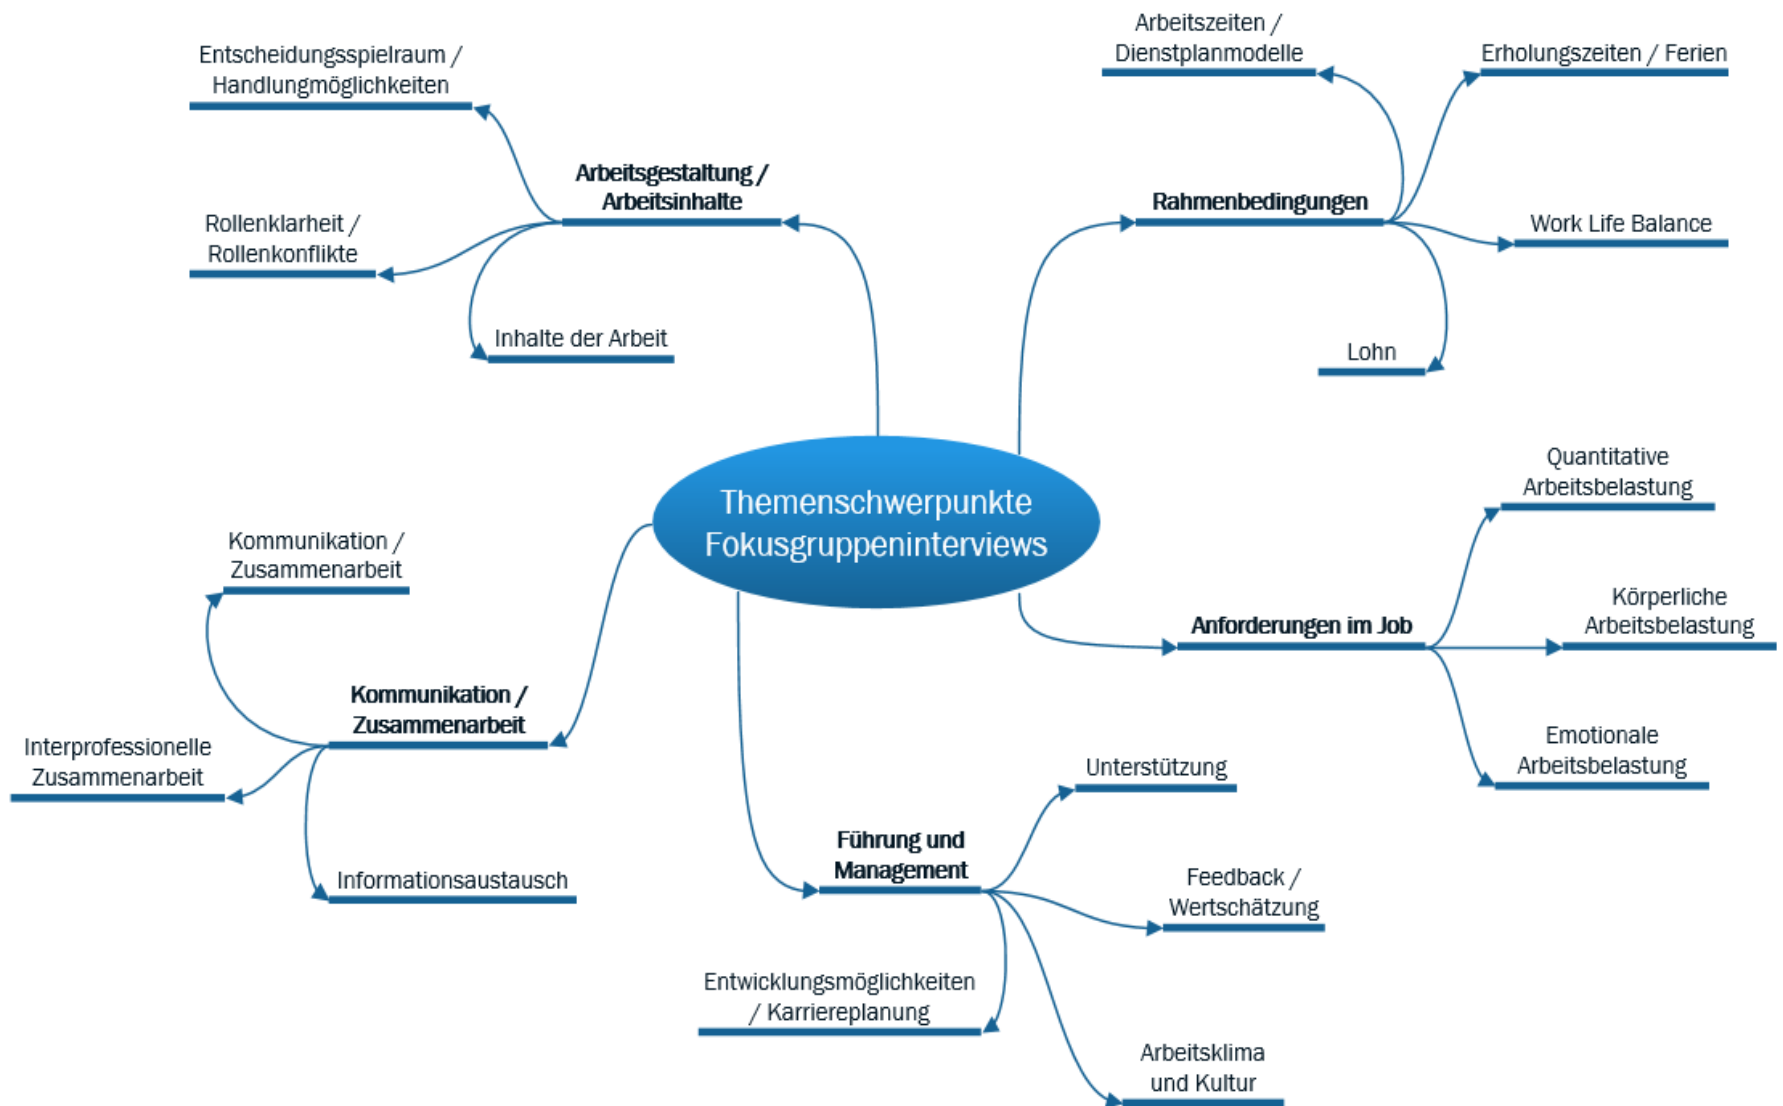 Themenschwerpunkte
Fokusgruppeninterviews
Arbeitsgestaltung /
Arbeitsinhalte
Entscheidungsspielraum /
Handlungmöglichkeiten
Rollenklarheit /
Rollenkonflikte
Inhalte der Arbeit
Rahmenbedingungen
Arbeitszeiten /
Dienstplanmodelle
Erholungszeiten / Ferien
Work Life Balance
Lohn
Anforderungen im Job
Quantitative
Arbeitsbelastung
Körperliche
Arbeitsbelastung
Emotionale
Arbeitsbelastung
Führung und
Management
Unterstützung
Feedback /
Wertschätzung
Arbeitsklima
und Kultur
Entwicklungsmöglichkeiten
/ Karriereplanung
Kommunikation /
Zusammenarbeit
Kommunikation /
Zusammenarbeit
Interprofessionelle
Zusammenarbeit
Informationsaustausch